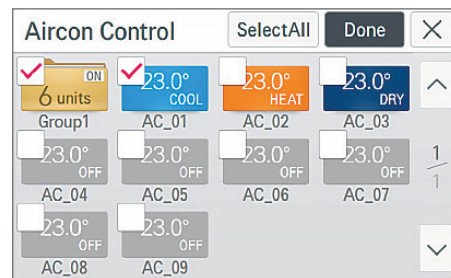 Aircon Control SelectAll Done
ON 23.0° 23.0° 23.0°
6 units COOL HEAT DRY
Group1 AC_01 AC_02 AC_03
23.0° 23.0° 23.0° 23.0°
OFF OFF OFF OFF
AC_04 AC_05 AC_06 AC_07
1
1
23.0° 23.0°
OFF OFF
AC_08 AC_09